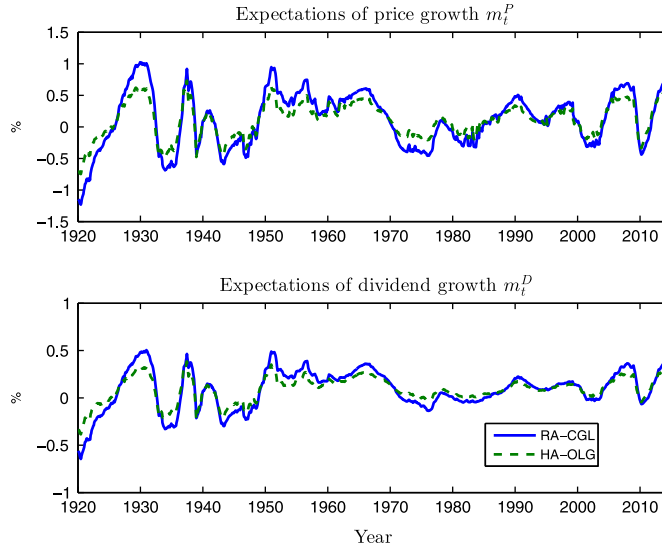 Expectations of price growth m_t^P
1.5
1
0.5
0
−0.5
−1
−1.5
%
1920 1930 1940 1950 1960 1970 1980 1990 2000 2010
Expectations of dividend growth m_t^D
1
0.5
0
−0.5
−1
%
RA−CGL
HA−OLG
1920 1930 1940 1950 1960 1970 1980 1990 2000 2010
Year